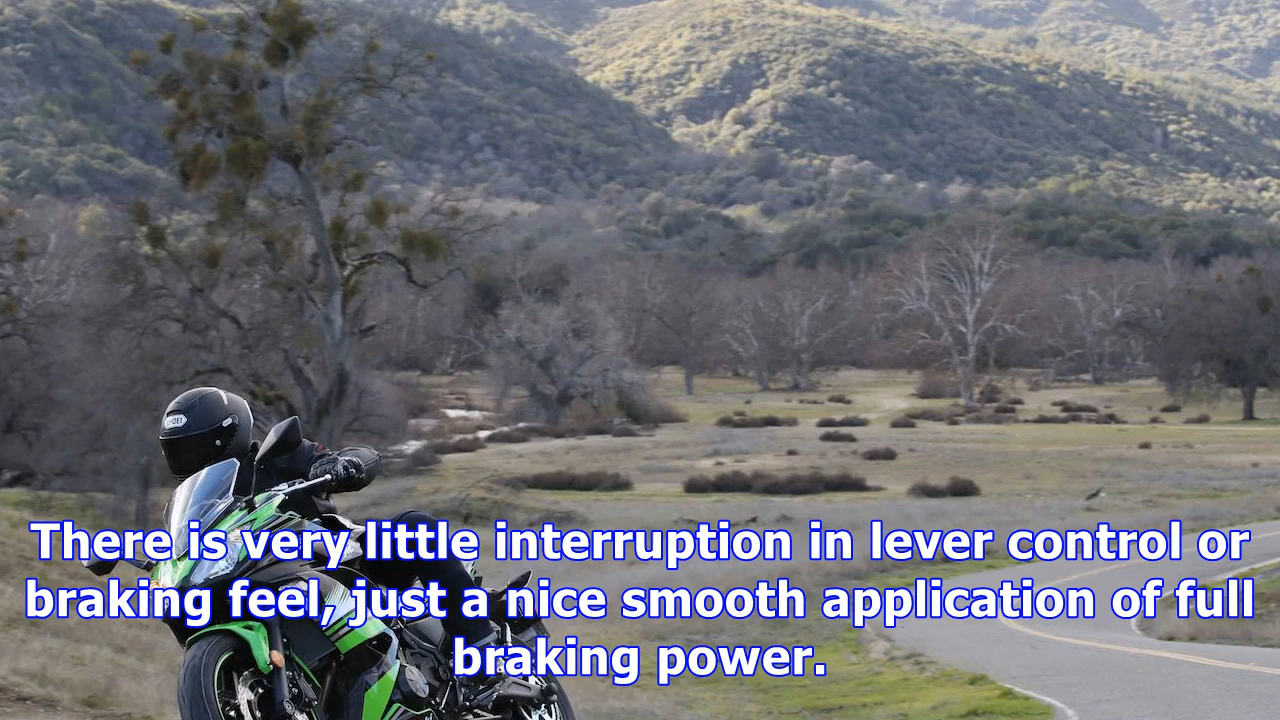 SHOEI
There is very little interruption in lever control or
braking feel, just a nice smooth application of full
braking power.